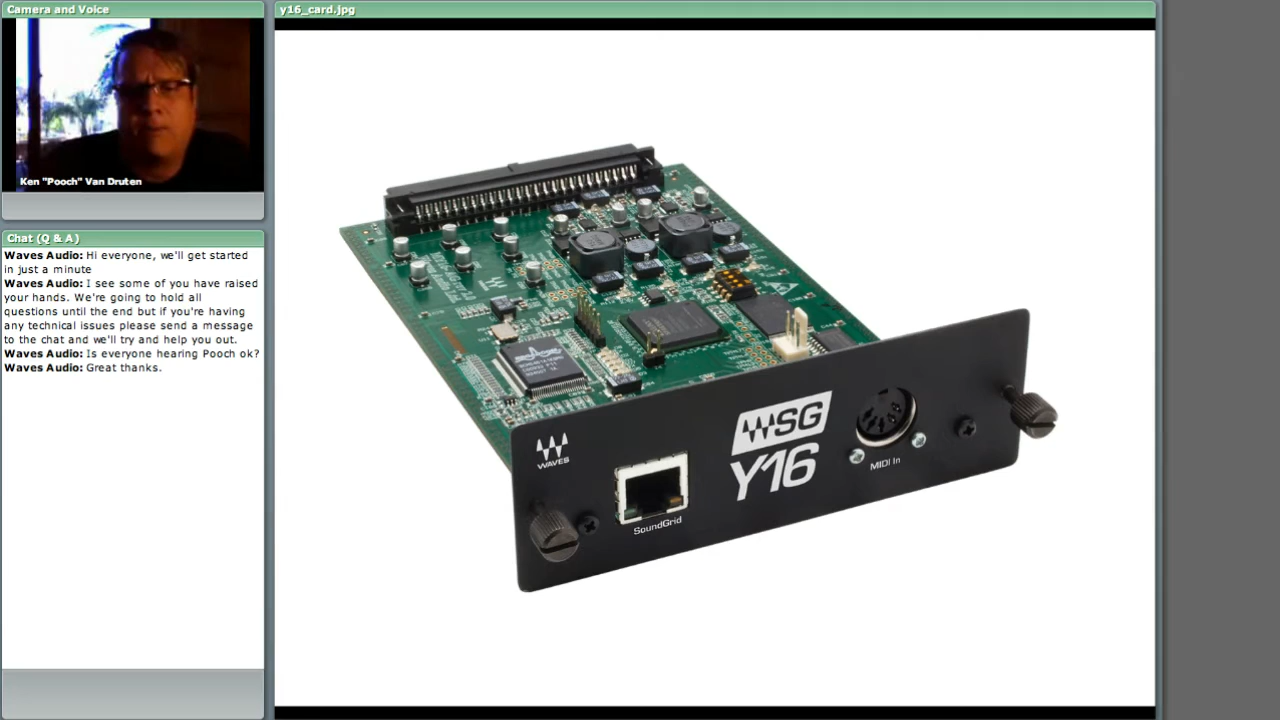 Camera and Voice
Ken "Pooch" Van Druten
Chat (Q & A)
Waves Audio: Hi everyone, we'll get started
in just a minute
Waves Audio: I see some of you have raised
your hands. We're going to hold all
questions until the end but if you're having
any technical issues please send a message
to the chat and we'll try and help you out.
Waves Audio: Is everyone hearing Pooch ok?
Waves Audio: Great thanks.
y16_card.jpg
WSG
Y16
WAVES
SoundGrid
MIDI In